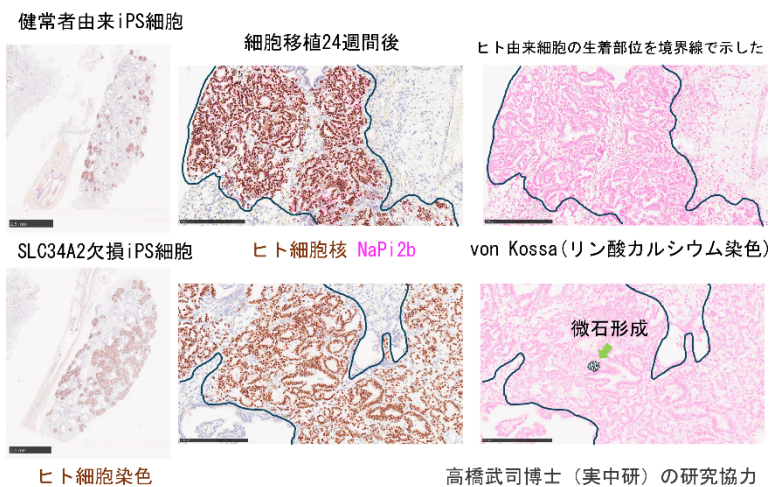 健常者由来iPS細胞
細胞移植24週間後
ヒト由来細胞の生着部位を境界線で示した
SLC34A2欠損iPS細胞
ヒト細胞核 NaPi2b
von Kossa(リン酸カルシウム染色)
微石形成
ヒト細胞染色
高橋武司博士（実中研）の研究協力